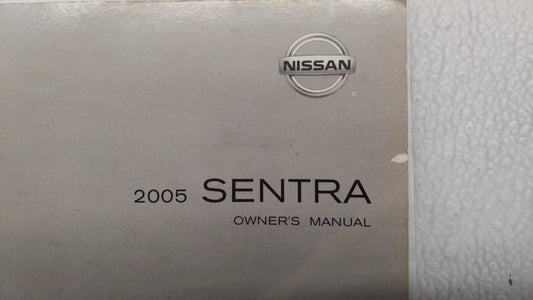 NISSAN
2005 SENTRA
OWNER'S MANUAL